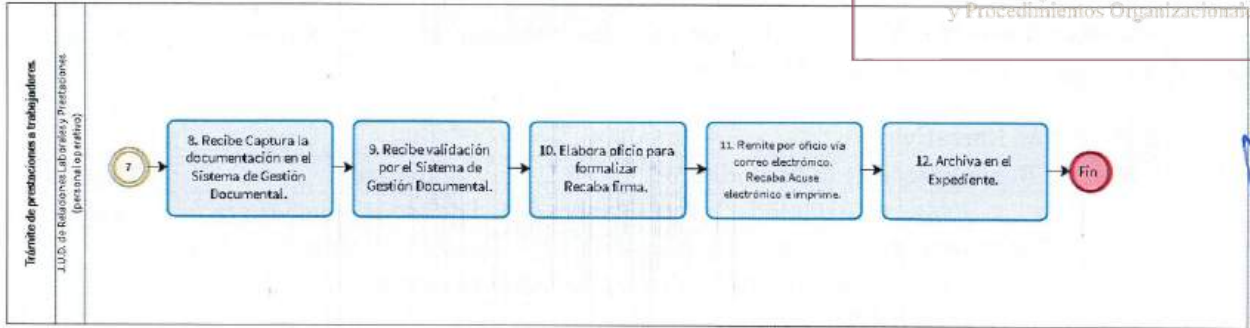 y Procedimientos Organizacional
Trámite de prestaciones a trabajadores.
J.U.D. de Relaciones Laborales y Prestaciones
(personal operativo)
7
8. Recibe Captura la
documentación en el
Sistema de Gestión
Documental.
9. Recibe validación
por el Sistema de
Gestión Documental.
10. Elabora oficio para
formalizar
Recaba firma.
11. Remite por oficio vía
correo electrónico.
Recaba Acuse
electrónico e imprime.
12. Archiva en el
Expediente.
Fin